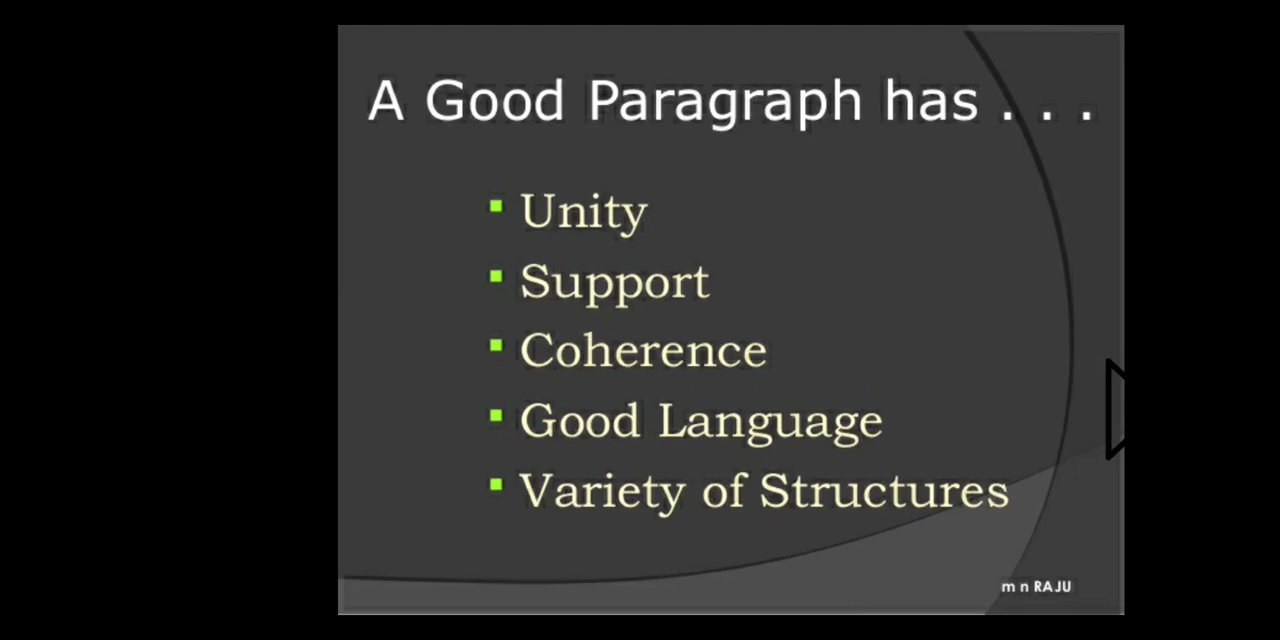 A Good Paragraph has . . .
Unity
Support
Coherence
Good Language
Variety of Structures
m n RAJU